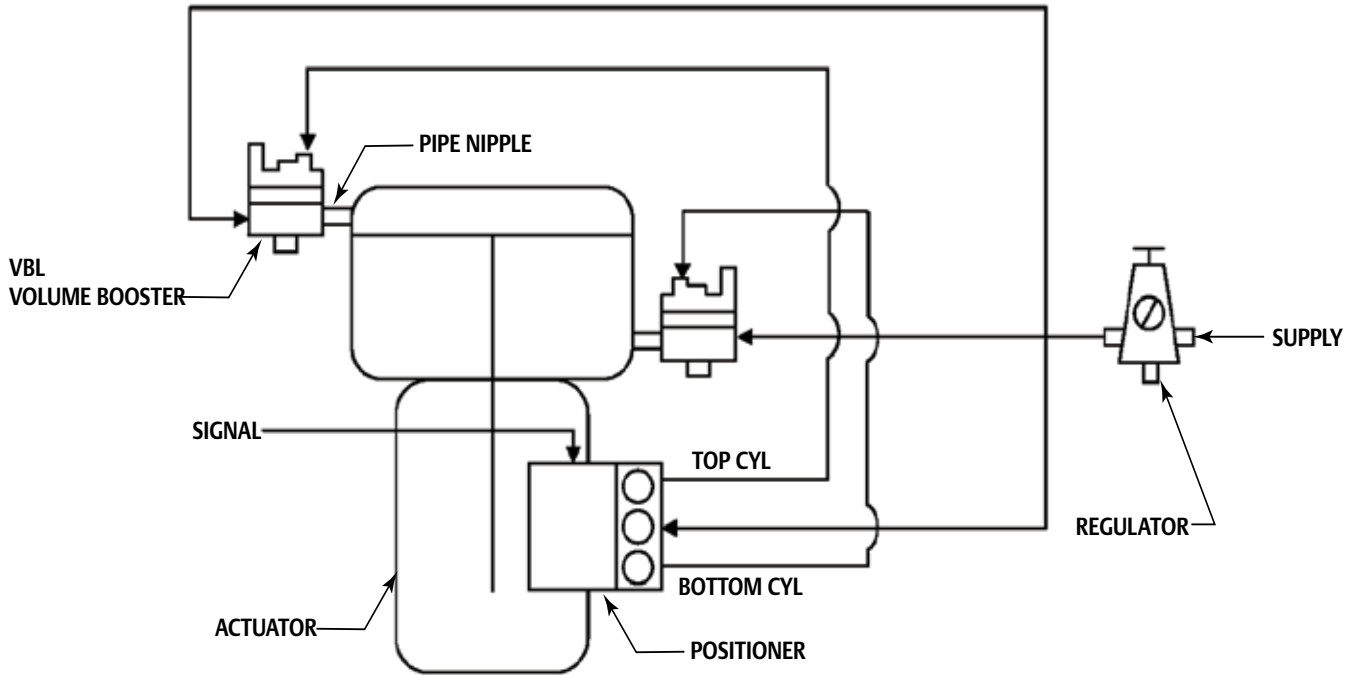 PIPE NIPPLE
VBL
VOLUME BOOSTER
SUPPLY
SIGNAL
TOP CYL
REGULATOR
BOTTOM CYL
ACTUATOR
POSITIONER